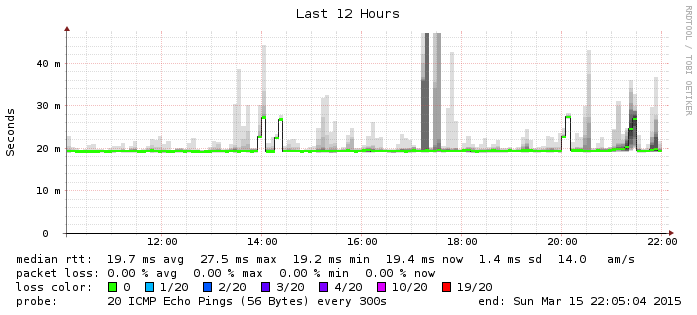 Last 12 Hours
RRDTOOL / TOBI OETIKER
Seconds
40 m
30 m
20 m
10 m
0
12:00 14:00 16:00 18:00 20:00 22:00
median rtt: 19.7 ms avg 27.5 ms max 19.2 ms min 19.4 ms now 1.4 ms sd 14.0 am/s
packet loss: 0.00 % avg 0.00 % max 0.00 % min 0.00 % now
loss color: 0 1/20 2/20 3/20 4/20 10/20 19/20
probe: 20 ICMP Echo Pings (56 Bytes) every 300s end: Sun Mar 15 22:05:04 2015